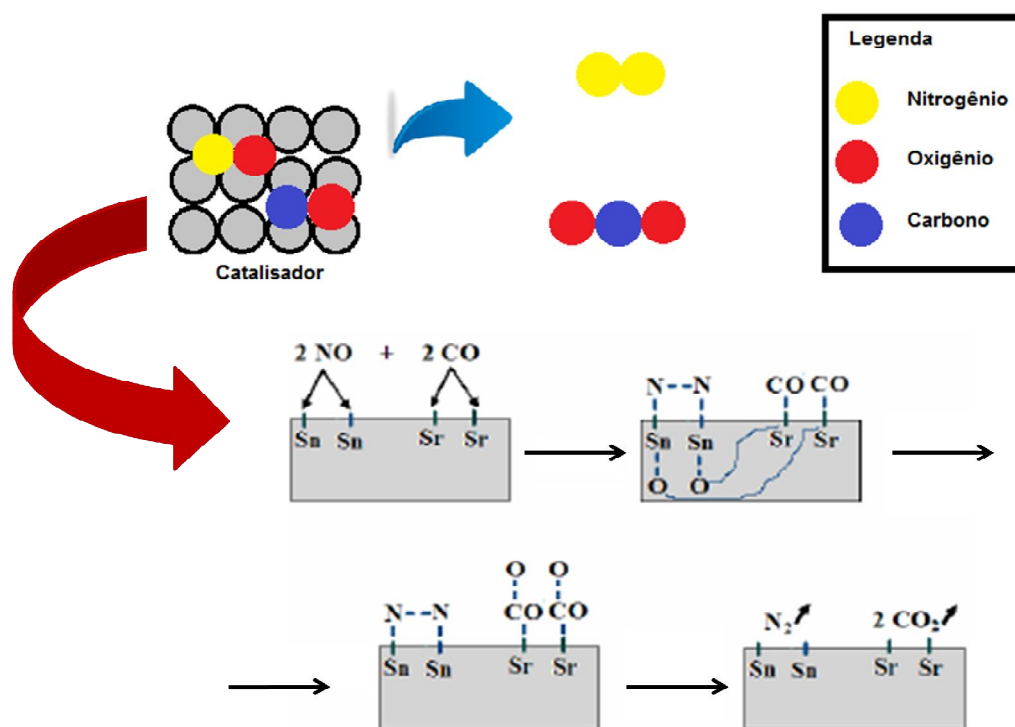 Legenda
Nitrogênio
Oxigênio
Carbono
Catalisador
2 NO + 2 CO
Sn Sn Sr Sr
N--N CO CO
Sn Sn Sr Sr
O O
O O
N--N CO CO
Sn Sn Sr Sr
N₂ 2 CO₂
Sn Sn Sr Sr